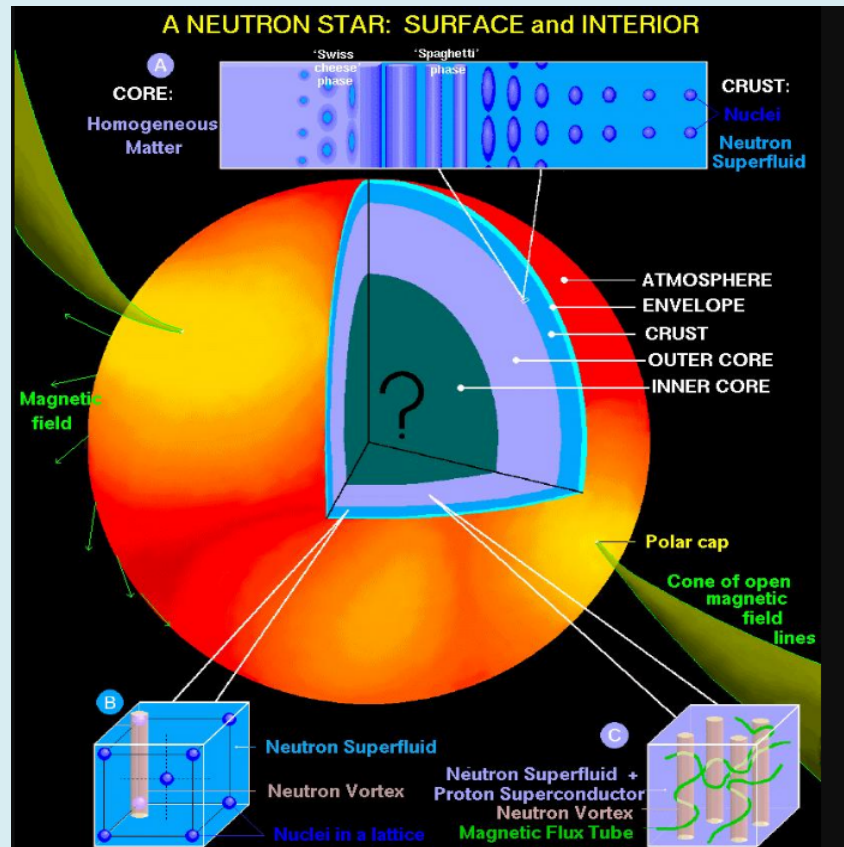 A NEUTRON STAR: SURFACE and INTERIOR
'Swiss
cheese'
phase
'Spaghetti'
phase
A
CORE:
Homogeneous
Matter
CRUST:
Nuclei
Neutron
Superfluid
ATMOSPHERE
ENVELOPE
CRUST
OUTER CORE
INNER CORE
?
Magnetic
field
Polar cap
Cone of open
magnetic
field
lines
B
Neutron Superfluid
Neutron Vortex
Nuclei in a lattice
C
Neutron Superfluid +
Proton Superconductor
Neutron Vortex
Magnetic Flux Tube